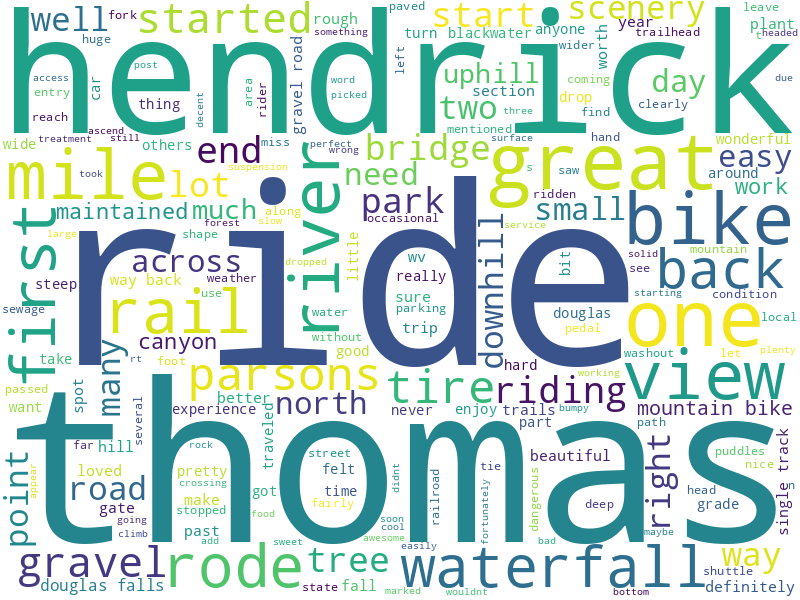 hendrick
ride
thomas
great
mile
rail
river
first
one
bike
back
view
waterfall
rode
gravel
parsons
tire
riding
started
start
well
scenery
uphill
two
day
bridge
need
park
end
lot
much
many
across
canyon
maintained
easy
work
small
downhill
north
road
point
tree
right
way
mountain bike
definitely
douglas falls
fork
huge
car
access
post
reach
entry
thing
rough
gravel road
paved
turn blackwater
anyone
left
wider
worth
year
trailhead
leave
plant
t
headed
coming
due
something
word
picked
area
rider
decent
section
drop
find
clearly
mentioned
three
treatment
ascend
still
perfect
wrong
surface
hand
wide
others
miss
wonderful
around
took
suspension
s
saw
ridden
along
slow
occasional
forest
service
mountain
solid
see
large
shape
dropped
wv
really
bit
little
steep
way back
weather
sewage
use
water
sure
parking
trip
condition
starting
douglas
local
take
rt
without
good
pedal
washout
let
plenty
passed
want
spot
foot
hard
working
better
experience
never
enjoy
trails
bumpy
part
path
several
traveled
beautiful
far
hill
loved
rock
street
felt
didnt
railroad
tie
fortunately
dangerous
deep
puddles
nice
single track
pretty
crossing
make
got
time
gate
going
stopped
fairly
head
grade
n
appear
climb
add
past
food
soon
cool
maybe
sweet
awesome
easily
bad
state
fall
marked
wouldnt
bottom
shuttle